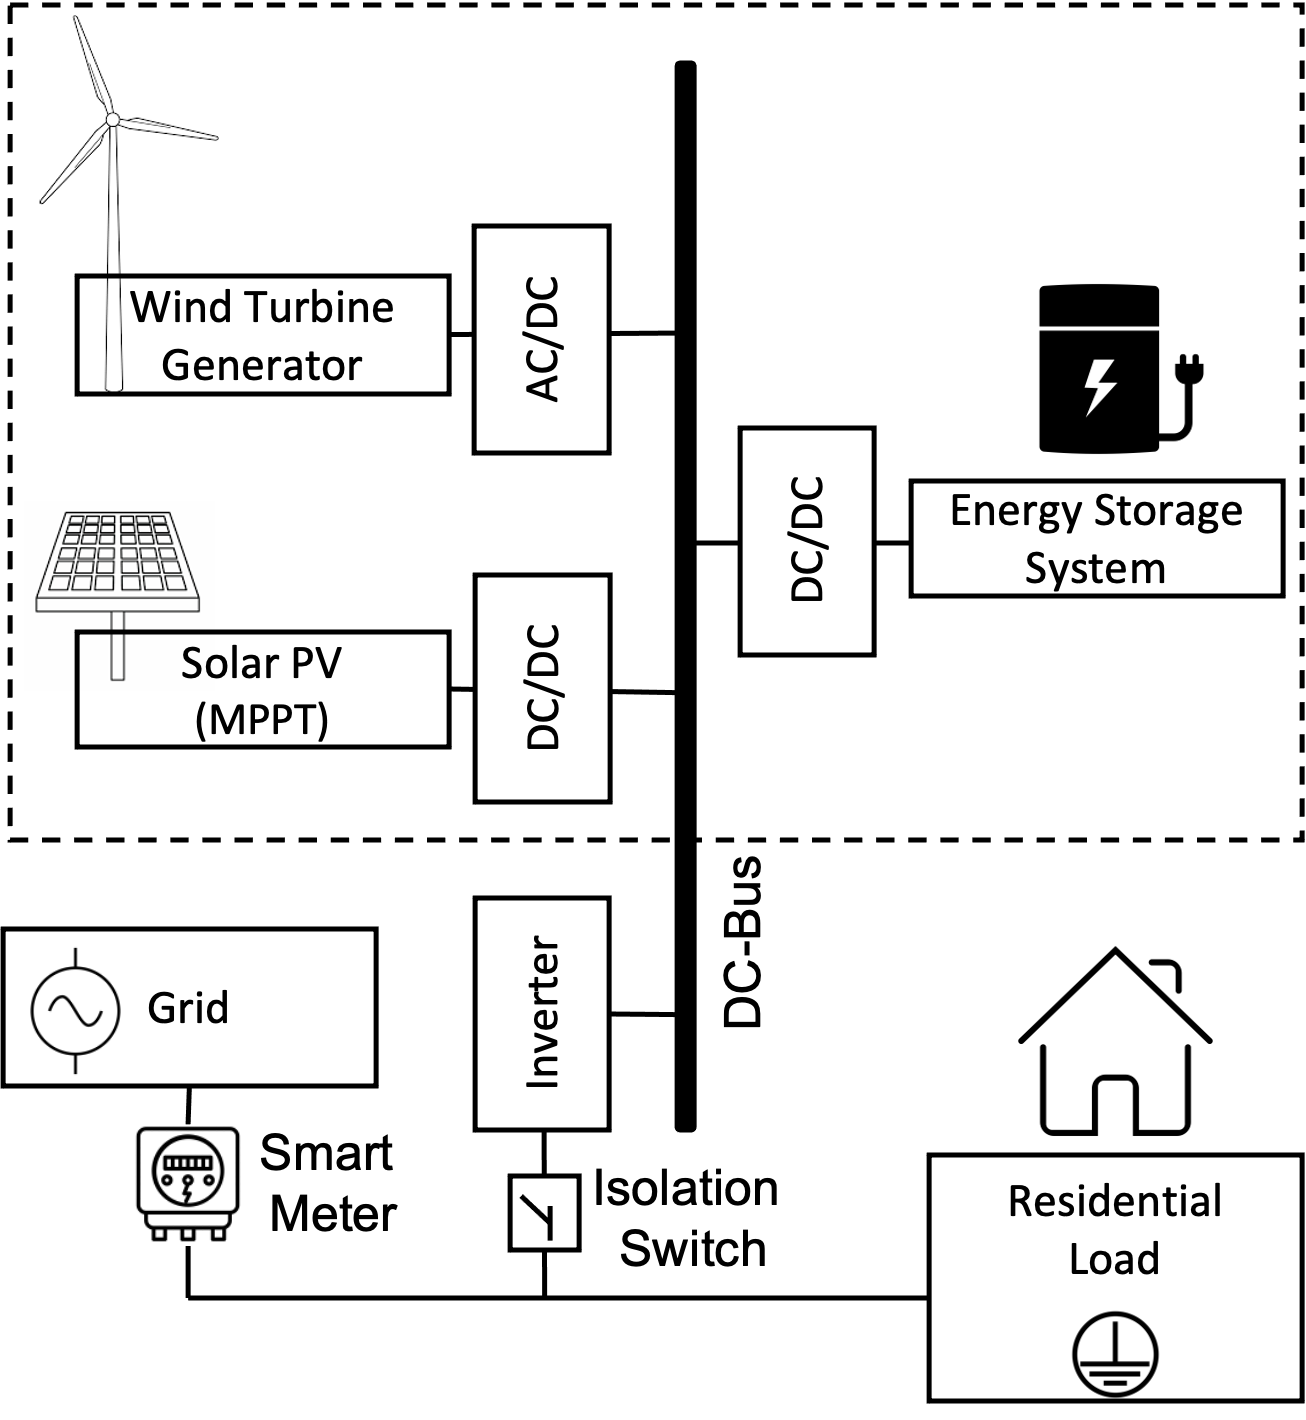 Wind Turbine
Generator
AC/DC
Energy Storage
System
DC/DC
Solar PV
(MPPT)
DC/DC
DC-Bus
Grid
Inverter
Smart
Meter
Isolation
Switch
Residential
Load